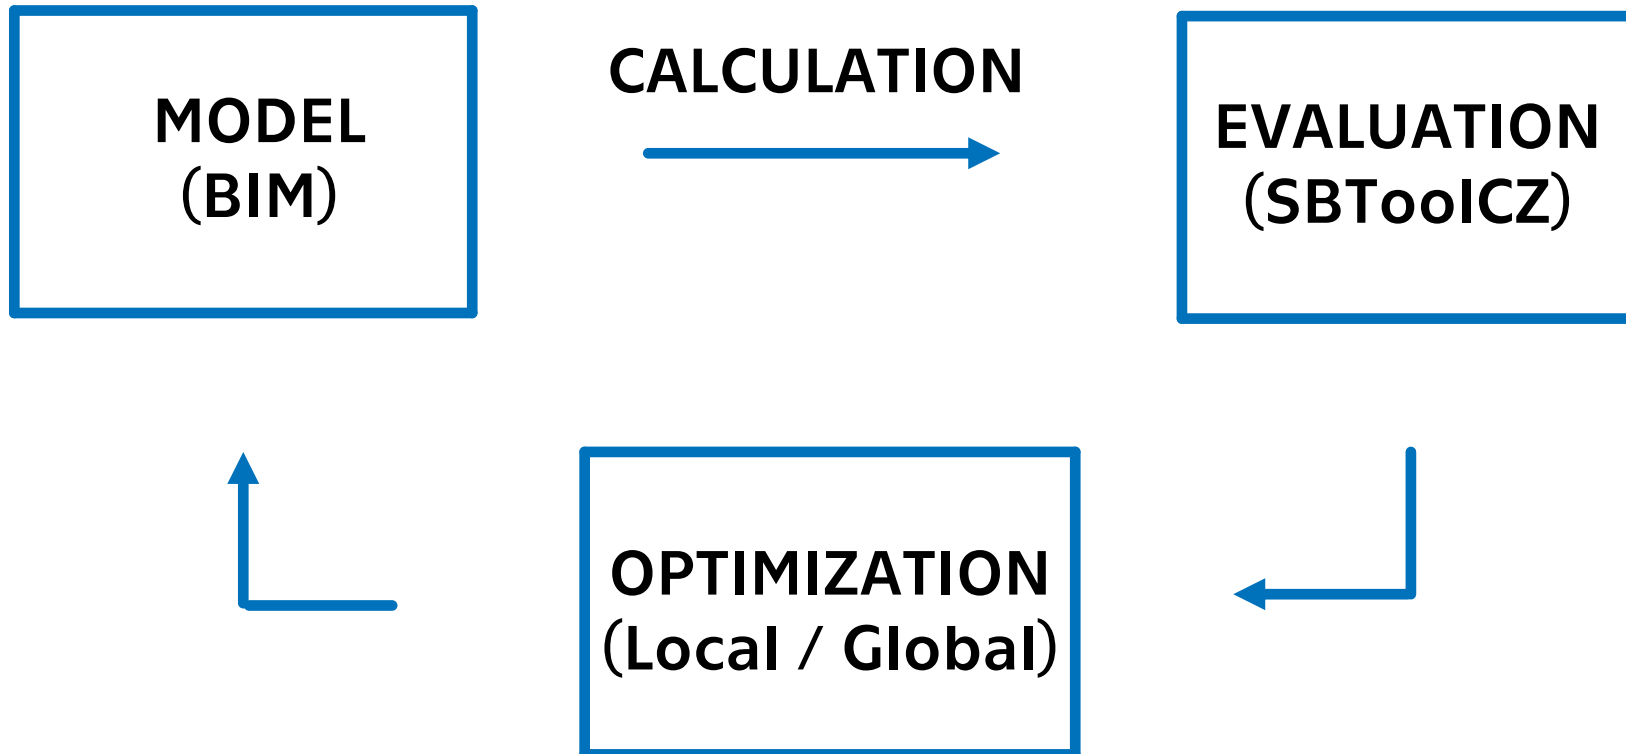 MODEL
(BIM)
CALCULATION
EVALUATION
(SBToolCZ)
OPTIMIZATION
(Local / Global)